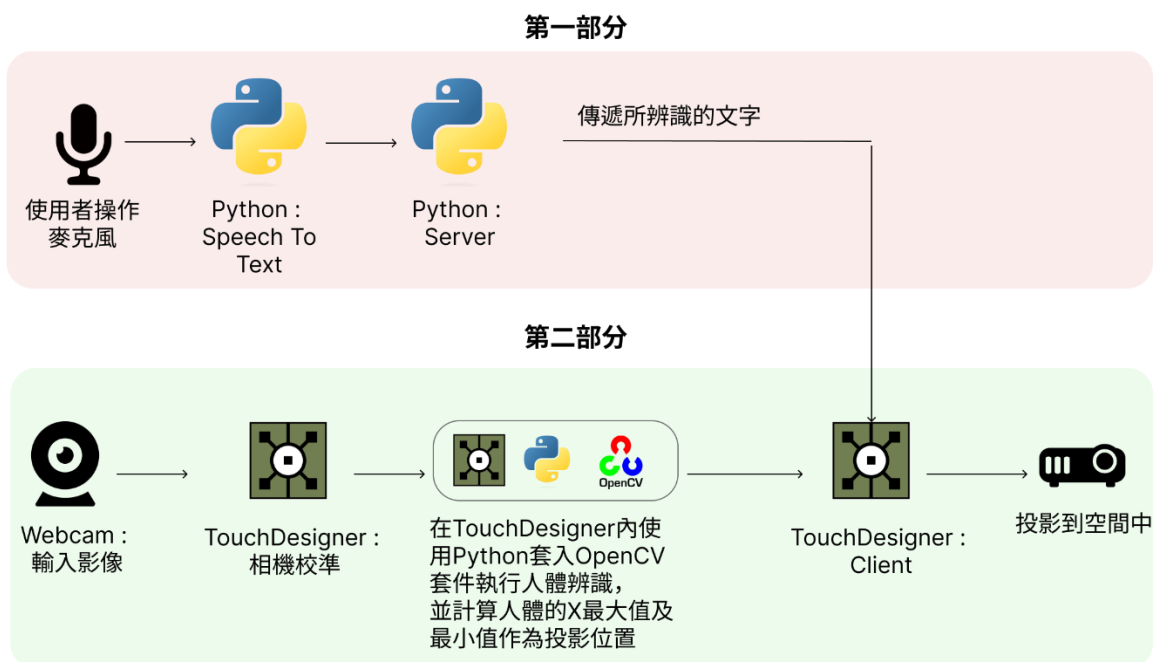 第一部分
傳遞所辨識的文字
使用者操作
麥克風
Python :
Speech To
Text
Python :
Server
第二部分
OpenCV
Webcam :
輸入影像
TouchDesigner :
相機校準
在TouchDesigner內使
用Python套入OpenCV
套件執行人體辨識，
並計算人體的X最大值及
最小值作為投影位置
TouchDesigner :
Client
投影到空間中